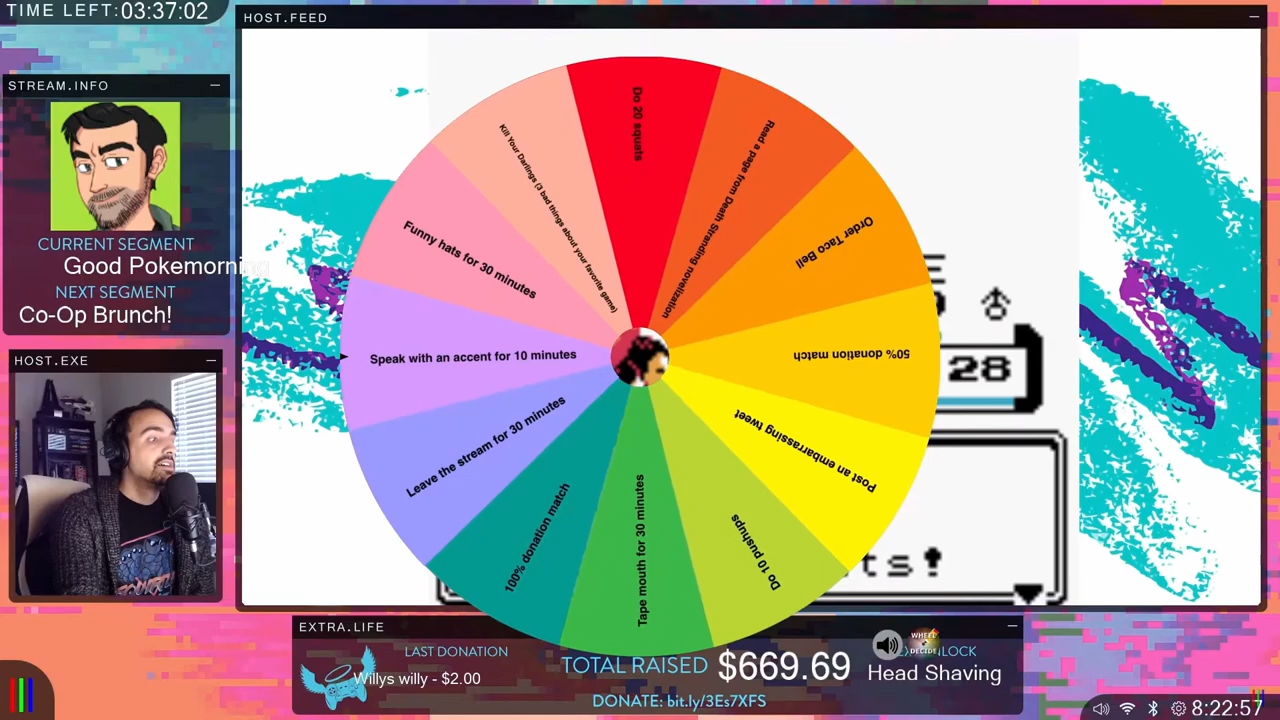 TIME LEFT:03:37:02
HOST.FEED
STREAM.INFO
CURRENT SEGMENT
Good Pokemorning
NEXT SEGMENT
Co-Op Brunch!
HOST.EXE
Do 20 squats
Read a page from Death Stranding novelization
Order Taco Bell
50% donation match
Post an embarrassing tweet
Do 10 pushups
Tape mouth for 30 minutes
100% donation match
Leave the stream for 30 minutes
Speak with an accent for 10 minutes
Funny hats for 30 minutes
Kill Your Darlings (3 bad things about your favorite game)
28
ts!
EXTRA.LIFE
LAST DONATION
Willys willy - $2.00
TOTAL RAISED $669.69
DONATE: bit.ly/3Es7XFS
WHEEL
DECIDE
Head Shaving
8:22:57